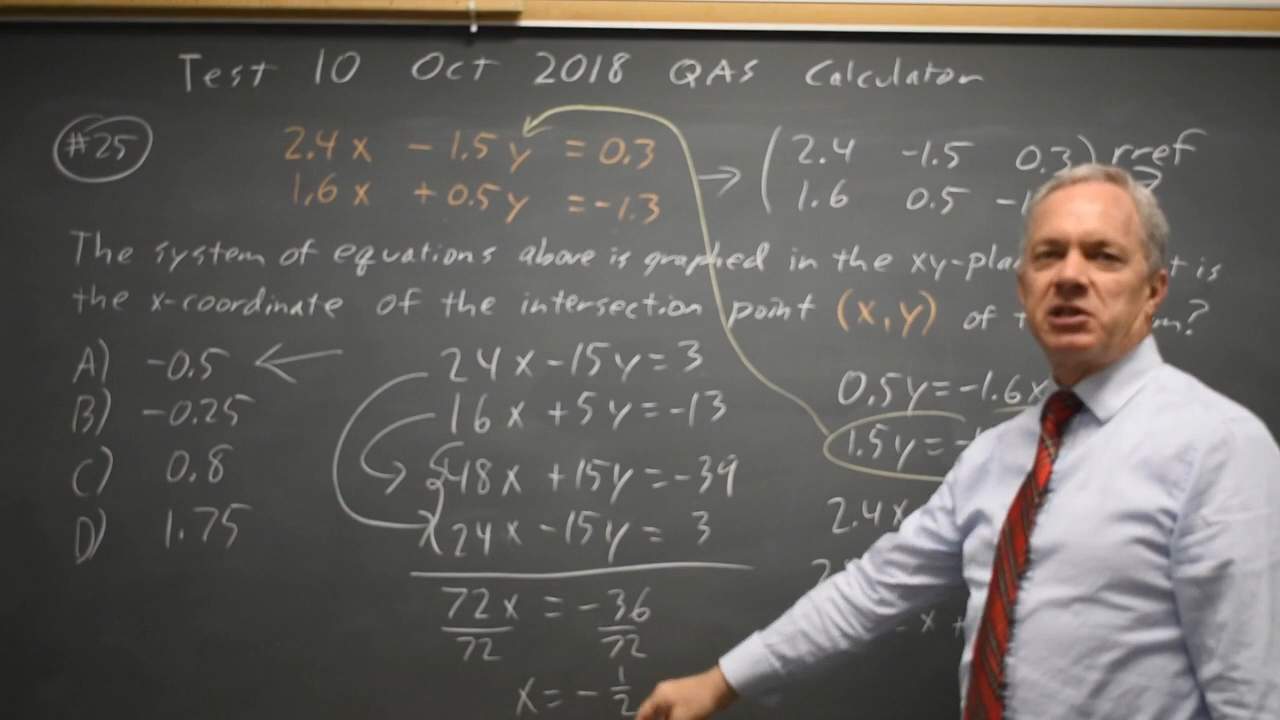 Test 10 Oct 2018 QAS Calculator
#25
2.4x - 1.5y = 0.3
1.6x + 0.5y = -1.3
(2.4 -1.5 0.3) rref
1.6 0.5
The system of equations above is graphed in the xy- is
the x-coordinate of the intersection point (x,y) of
A) -0.5
B) -0.25
C) 0.8
D) 1.75
24x - 15y = 3
16x + 5y = -13
48x + 15y = -39
24x - 15y = 3
72x = -36
72 72
x = - 1/2
0.5y = -1.6x
1.5y = -
2.4x